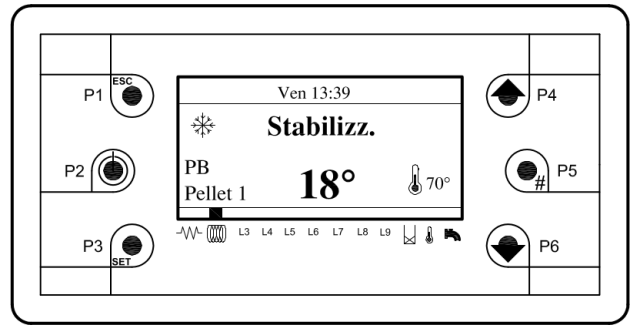 ESC
P1
P2
P3
SET
Ven 13:39
Stabilizz.
PB
Pellet 1
18°
70°
L3 L4 L5 L6 L7 L8 L9
P4
P5
#
P6